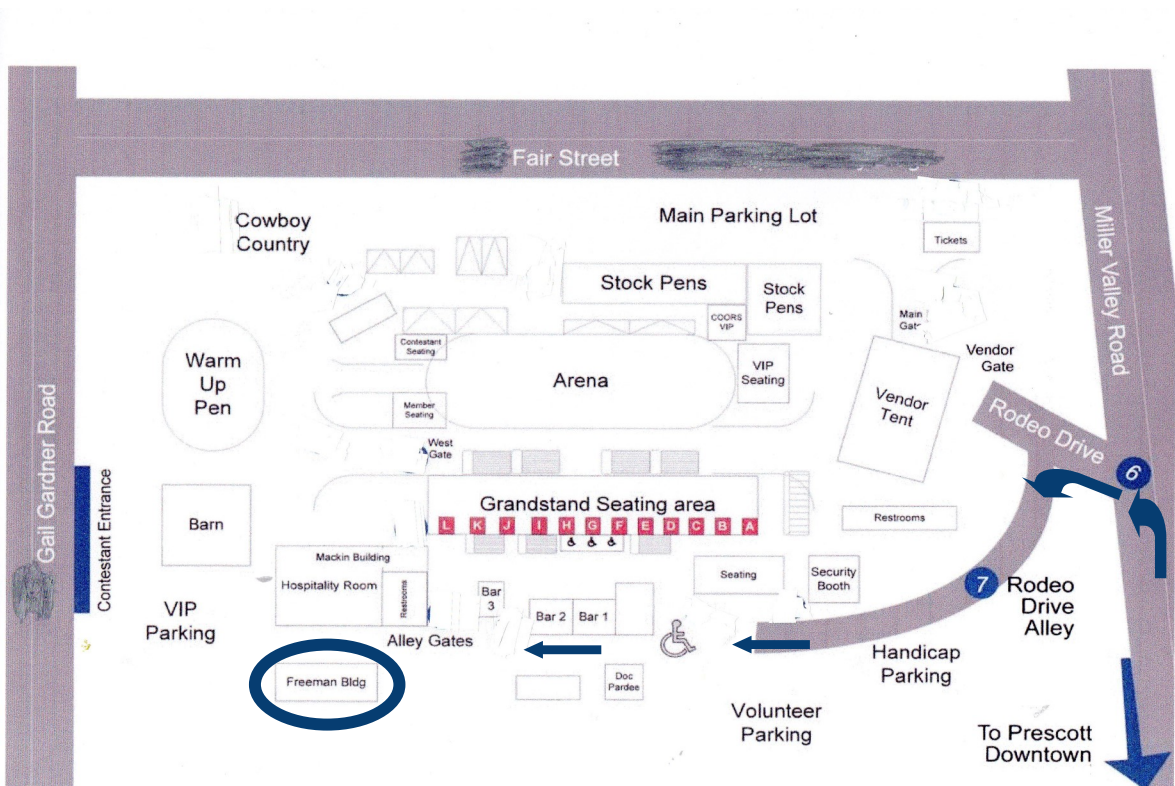 Fair Street
Cowboy
Country
Main Parking Lot
Tickets
Miller Valley Road
Stock Pens
Stock
Pens
COORS
VIP
Main
Gate
Contestant
Seating
Vendor
Gate
Warm
Up
Pen
Arena
VIP
Seating
Vendor
Tent
Member
Seating
Rodeo Drive
West
Gate
6
Gail Gardner Road
Contestant Entrance
Grandstand Seating area
L K J I H G F E D C B A
Barn
Restrooms
Mackin Building
Hospitality Room
Restrooms
Seating
Security
Booth
7
Rodeo
Drive
Alley
Bar
3
Bar 2
Bar 1
VIP
Parking
Alley Gates
Handicap
Parking
Freeman Bldg
Doc
Pardee
Volunteer
Parking
To Prescott
Downtown